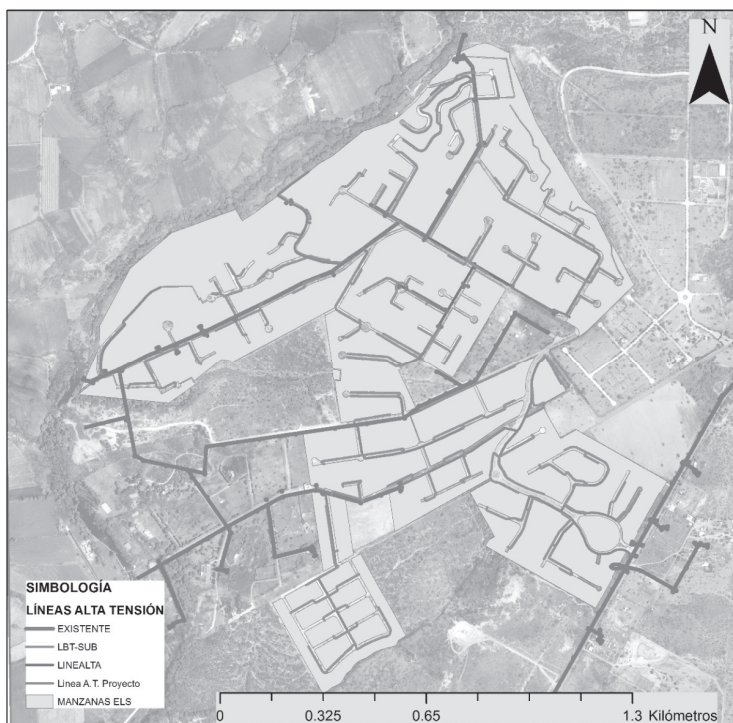 N
SIMBOLOGÍA
LÍNEAS ALTA TENSIÓN
EXISTENTE
LBT-SUB
LINEALTA
Linea A.T. Proyecto
MANZANAS ELS
0 0.325 0.65 1.3 Kilómetros